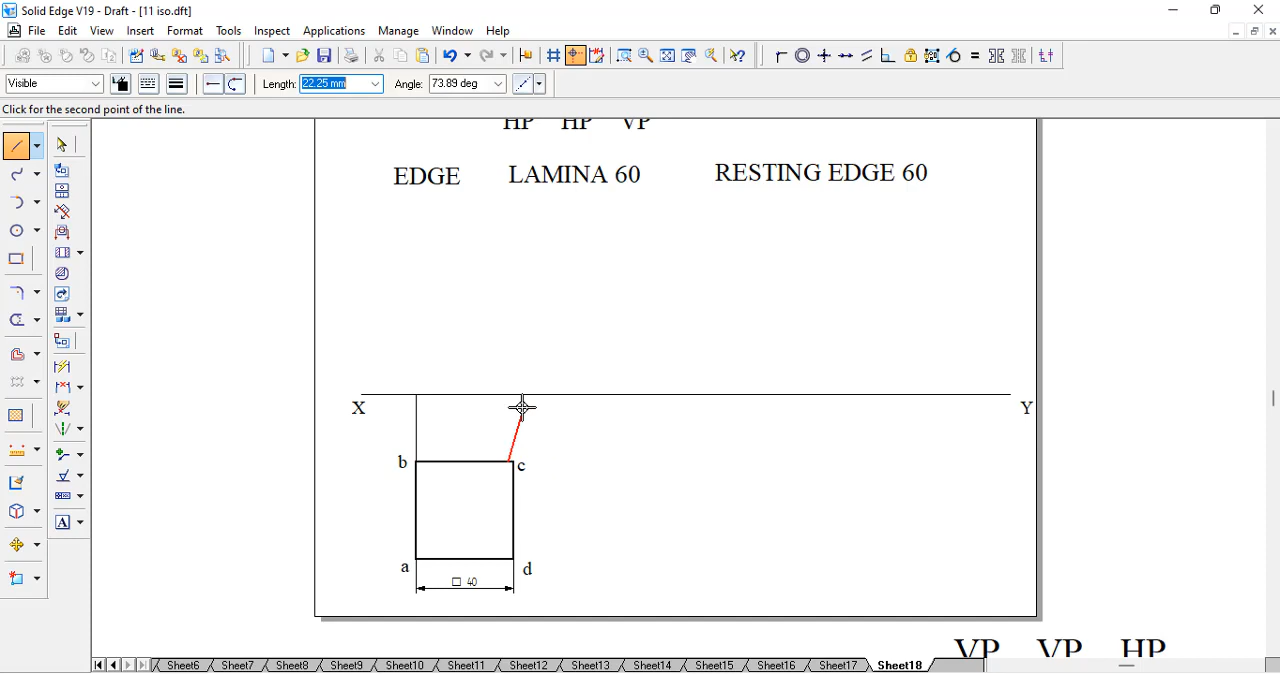 Solid Edge V19 - Draft - [11 iso.dft]
File Edit View Insert Format Tools Inspect Applications Manage Window Help
Visible Length: 22.25 mm Angle: 73.89 deg
Click for the second point of the line.
HP HP VP
EDGE LAMINA 60 RESTING EDGE 60
X Y
b c
a d
□ 40
VP VP HP
Sheet6 Sheet7 Sheet8 Sheet9 Sheet10 Sheet11 Sheet12 Sheet13 Sheet14 Sheet15 Sheet16 Sheet17 Sheet18